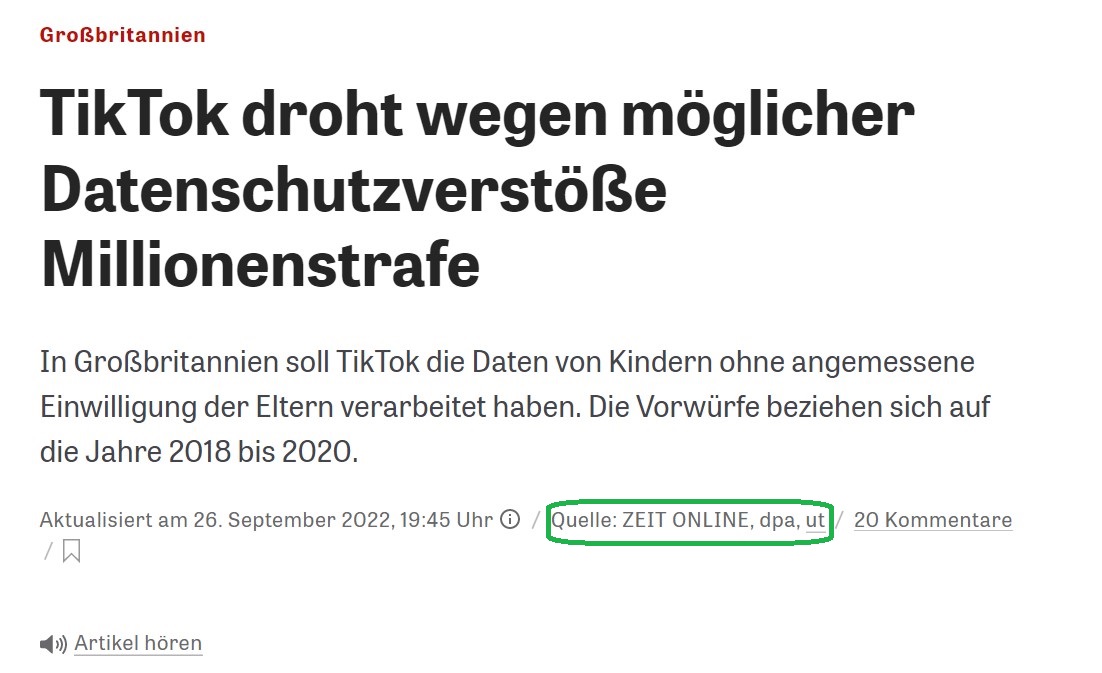 Großbritannien
TikTok droht wegen möglicher
Datenschutzverstöße
Millionenstrafe
In Großbritannien soll TikTok die Daten von Kindern ohne angemessene
Einwilligung der Eltern verarbeitet haben. Die Vorwürfe beziehen sich auf
die Jahre 2018 bis 2020.
Aktualisiert am 26. September 2022, 19:45 Uhr / Quelle: ZEIT ONLINE, dpa, ut / 20 Kommentare
/
Artikel hören